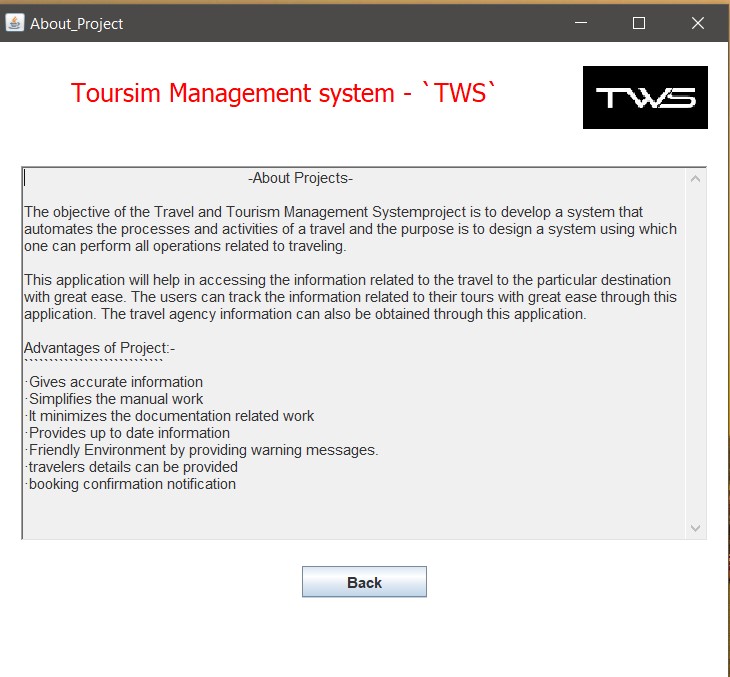 About_Project
Toursim Management system - `TWS`
TWS
-About Projects-
The objective of the Travel and Tourism Management Systemproject is to develop a system that
automates the processes and activities of a travel and the purpose is to design a system using which
one can perform all operations related to traveling.
This application will help in accessing the information related to the travel to the particular destination
with great ease. The users can track the information related to their tours with great ease through this
application. The travel agency information can also be obtained through this application.
Advantages of Project:-
```````````````````````````
·Gives accurate information
·Simplifies the manual work
·It minimizes the documentation related work
·Provides up to date information
·Friendly Environment by providing warning messages.
·travelers details can be provided
·booking confirmation notification
Back